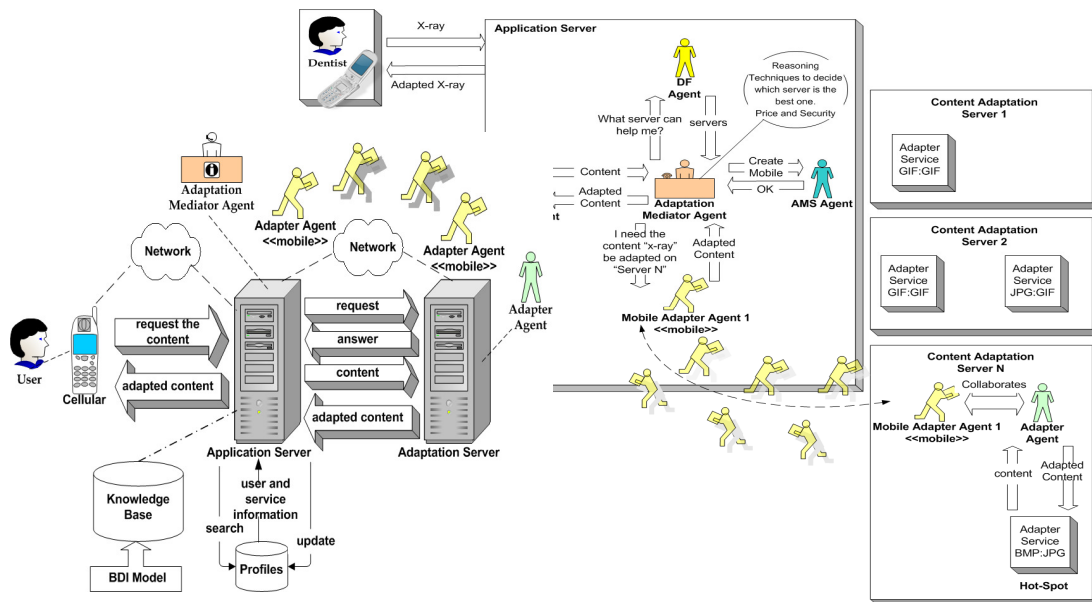 X-ray
Dentist
Adapted X-ray
Application Server
DF
Agent
Reasoning
Techniques to decide
which server is the
best one.
Price and Security
What server can
help me?
servers
Content
Adapted
Content
nt
Adaptation
Mediator Agent
Create
Mobile
OK
AMS Agent
I need the
content "x-ray"
be adapted on
"Server N"
Adapted
Content
Mobile Adapter Agent 1
<<mobile>>
Content Adaptation
Server 1
Adapter
Service
GIF:GIF
Content Adaptation
Server 2
Adapter
Service
GIF:GIF
Adapter
Service
JPG:GIF
Content Adaptation
Server N
Collaborates
Mobile Adapter Agent 1
<<mobile>>
Adapter
Agent
content
Adapted
Content
Adapter
Service
BMP:JPG
Hot-Spot
Adaptation
Mediator Agent
Adapter Agent
<<mobile>>
Adapter Agent
<<mobile>>
Network
Network
Adapter
Agent
User
Cellular
request the
content
adapted content
request
answer
content
adapted content
Application Server
Adaptation Server
Knowledge
Base
BDI Model
user and
service
information
search
update
Profiles